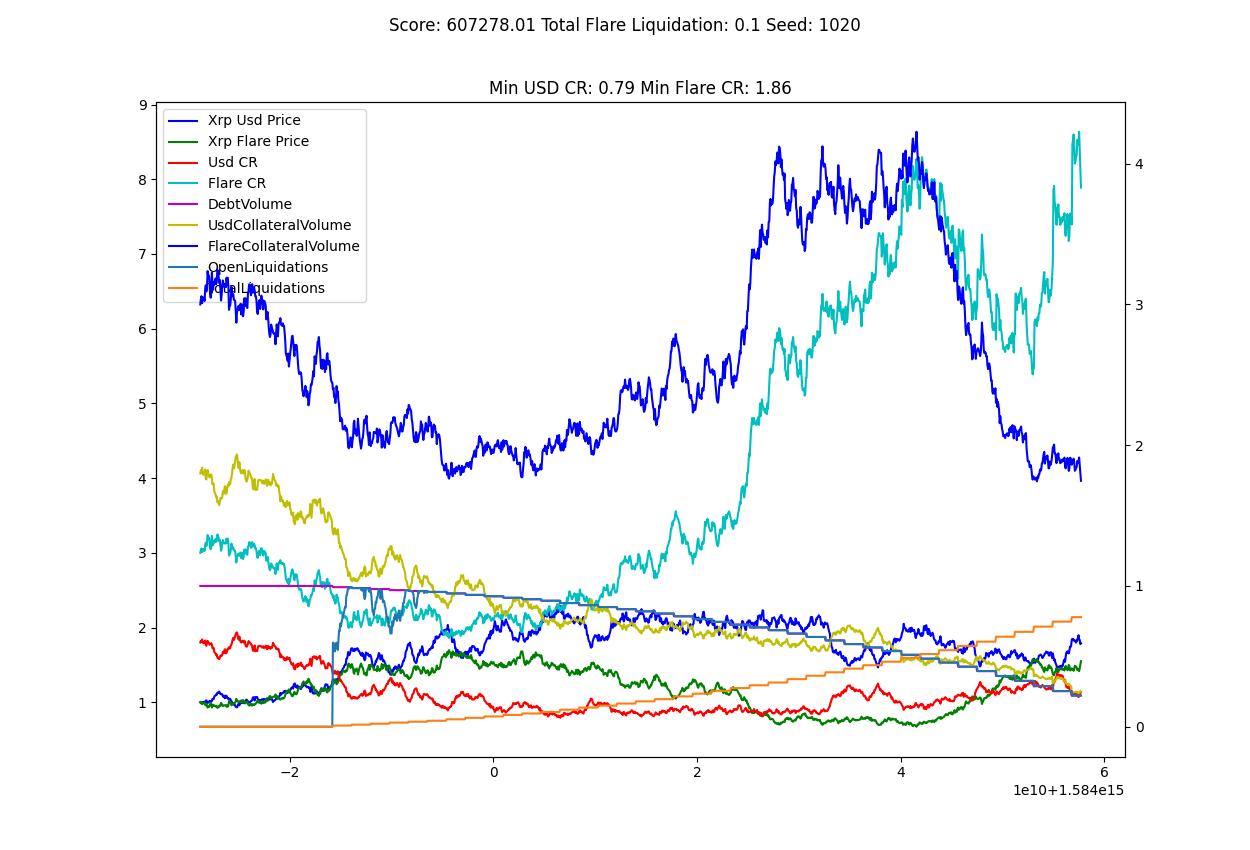 Score: 607278.01 Total Flare Liquidation: 0.1 Seed: 1020
Min USD CR: 0.79 Min Flare CR: 1.86
Xrp Usd Price
Xrp Flare Price
Usd CR
Flare CR
DebtVolume
UsdCollateralVolume
FlareCollateralVolume
OpenLiquidations
TotalLiquidations
9
8
7
6
5
4
3
2
1
4
3
2
1
0
−2
0
2
4
6
1e10+1.584e15